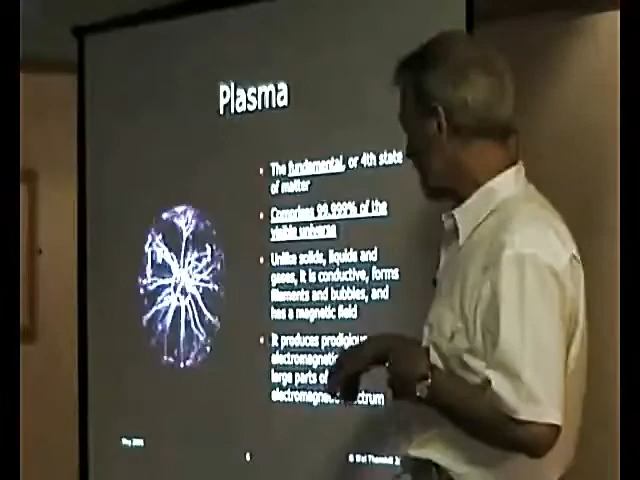 Plasma
• The fundamental, or 4th state
of matter
• Comprises 99.999% of the
visible universe
• Unlike solids, liquids and
gases, it is conductive, forms
filaments and bubbles, and
has a magnetic field
• It produces prodigious
electromagnetic
large parts of
electromagnetic spectrum
6